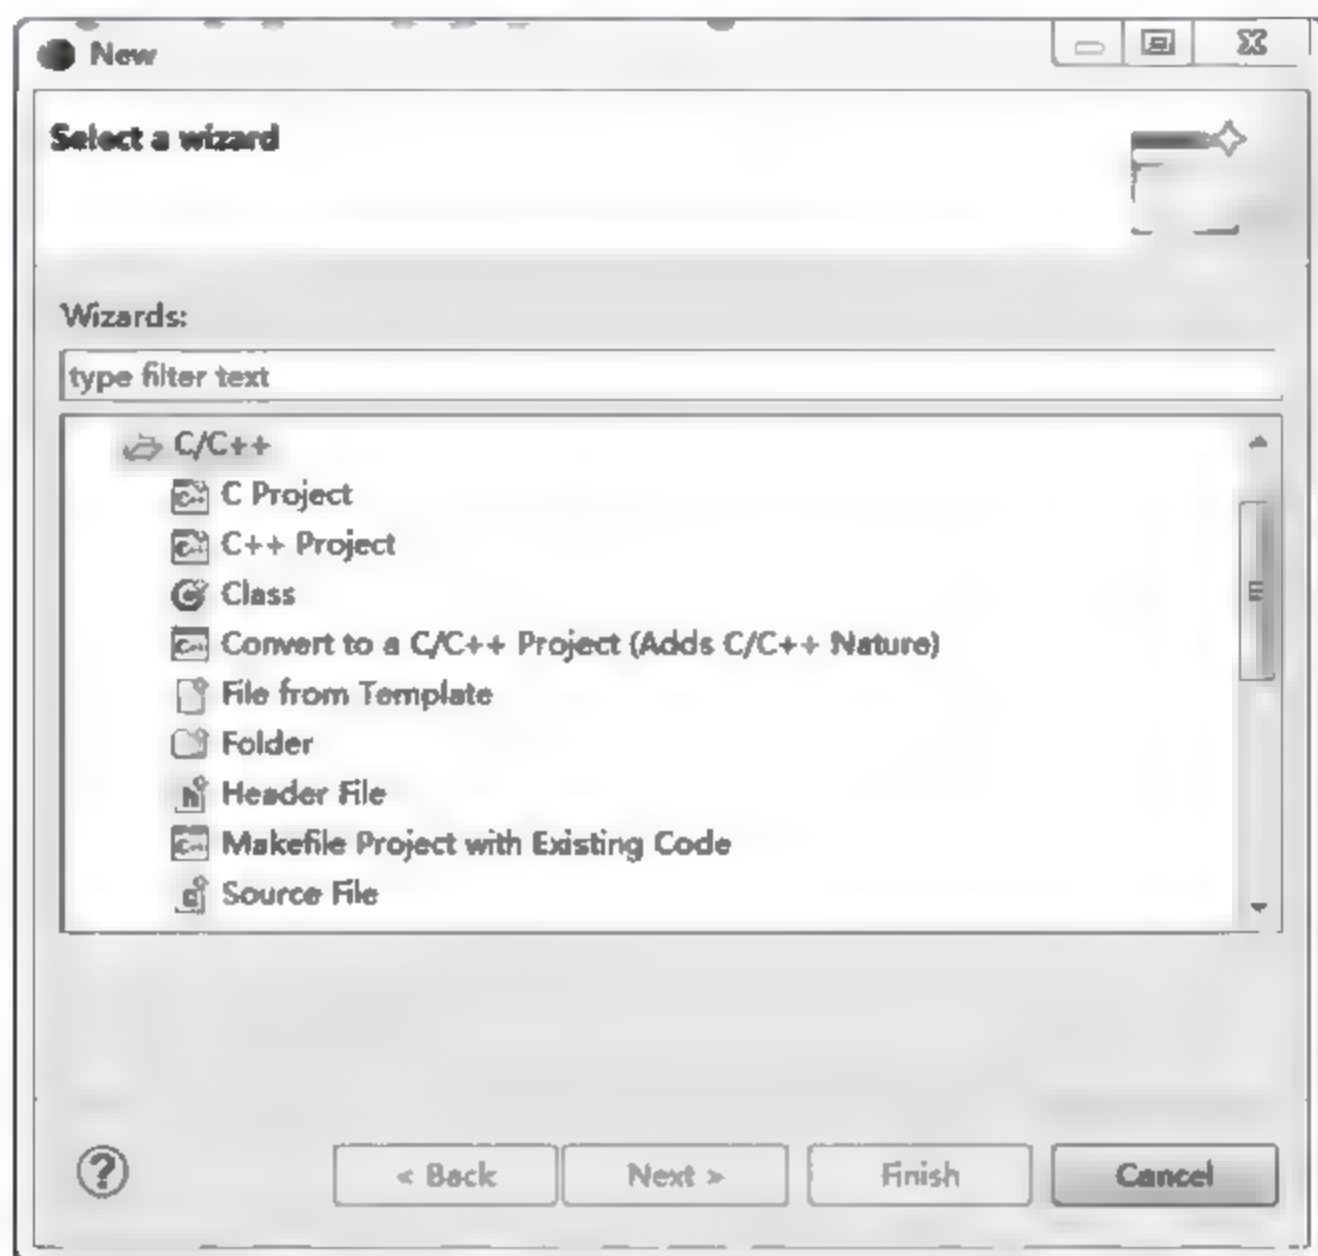 New
Select a wizard
Wizards:
type filter text
C/C++
C Project
C++ Project
Class
Convert to a C/C++ Project (Adds C/C++ Nature)
File from Template
Folder
Header File
Makefile Project with Existing Code
Source File
< Back
Next >
Finish
Cancel